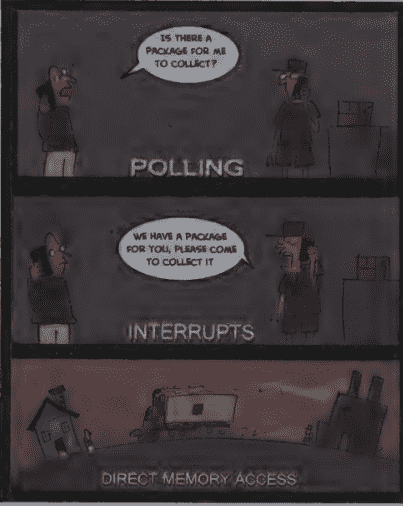 IS THERE A
PACKAGE FOR ME
TO COLLECT?
POLLING
WE HAVE A PACKAGE
FOR YOU, PLEASE COME
TO COLLECT IT
INTERRUPTS
DIRECT MEMORY ACCESS